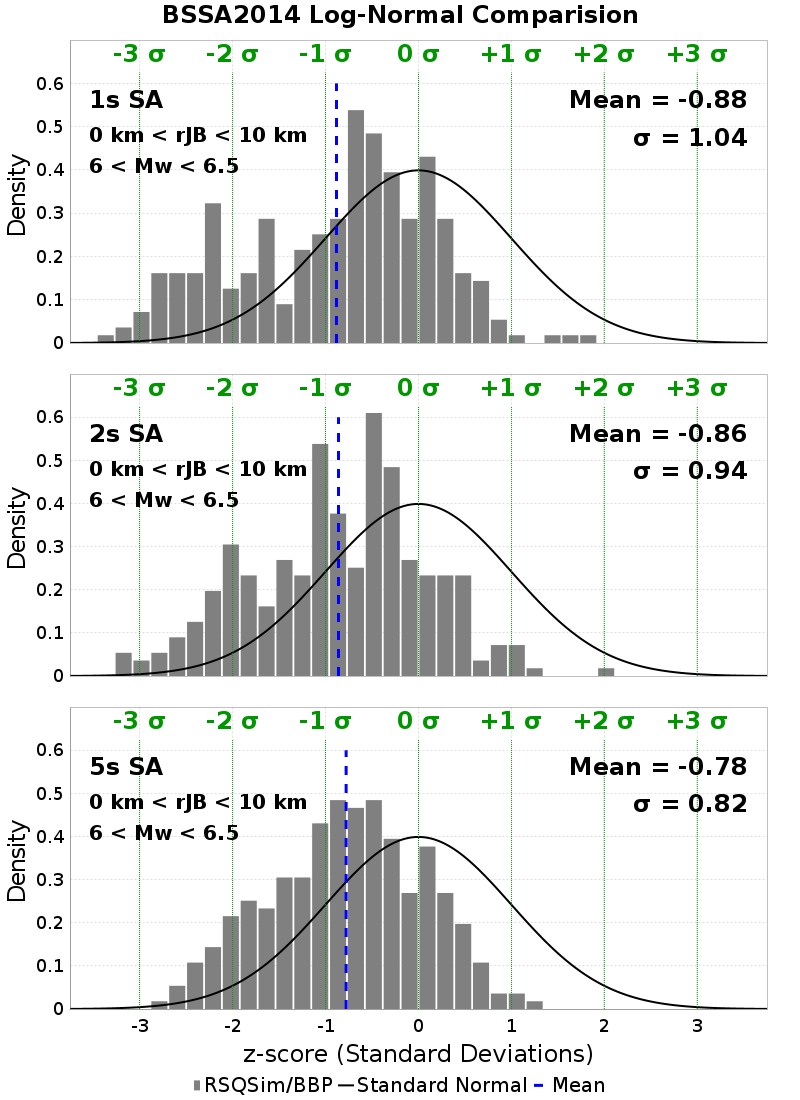 BSSA2014 Log-Normal Comparision
-3 σ -2 σ -1 σ 0 σ +1 σ +2 σ +3 σ
1s SA
0 km < rJB < 10 km
6 < Mw < 6.5
Mean = -0.88
σ = 1.04
Density
0.6
0.5
0.4
0.3
0.2
0.1
0
-3 σ -2 σ -1 σ 0 σ +1 σ +2 σ +3 σ
2s SA
0 km < rJB < 10 km
6 < Mw < 6.5
Mean = -0.86
σ = 0.94
Density
0.6
0.5
0.4
0.3
0.2
0.1
0
-3 σ -2 σ -1 σ 0 σ +1 σ +2 σ +3 σ
5s SA
0 km < rJB < 10 km
6 < Mw < 6.5
Mean = -0.78
σ = 0.82
Density
0.6
0.5
0.4
0.3
0.2
0.1
0
-3 -2 -1 0 1 2 3
z-score (Standard Deviations)
RSQSim/BBP Standard Normal Mean